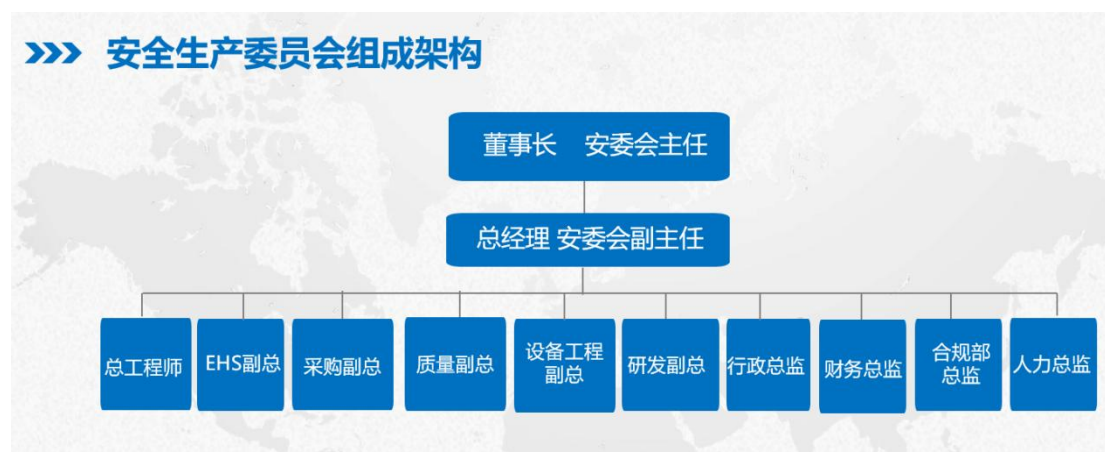 安全生产委员会组成架构
董事长 安委会主任
总经理 安委会副主任
总工程师
EHS副总
采购副总
质量副总
设备工程
副总
研发副总
行政总监
财务总监
合规部
总监
人力总监